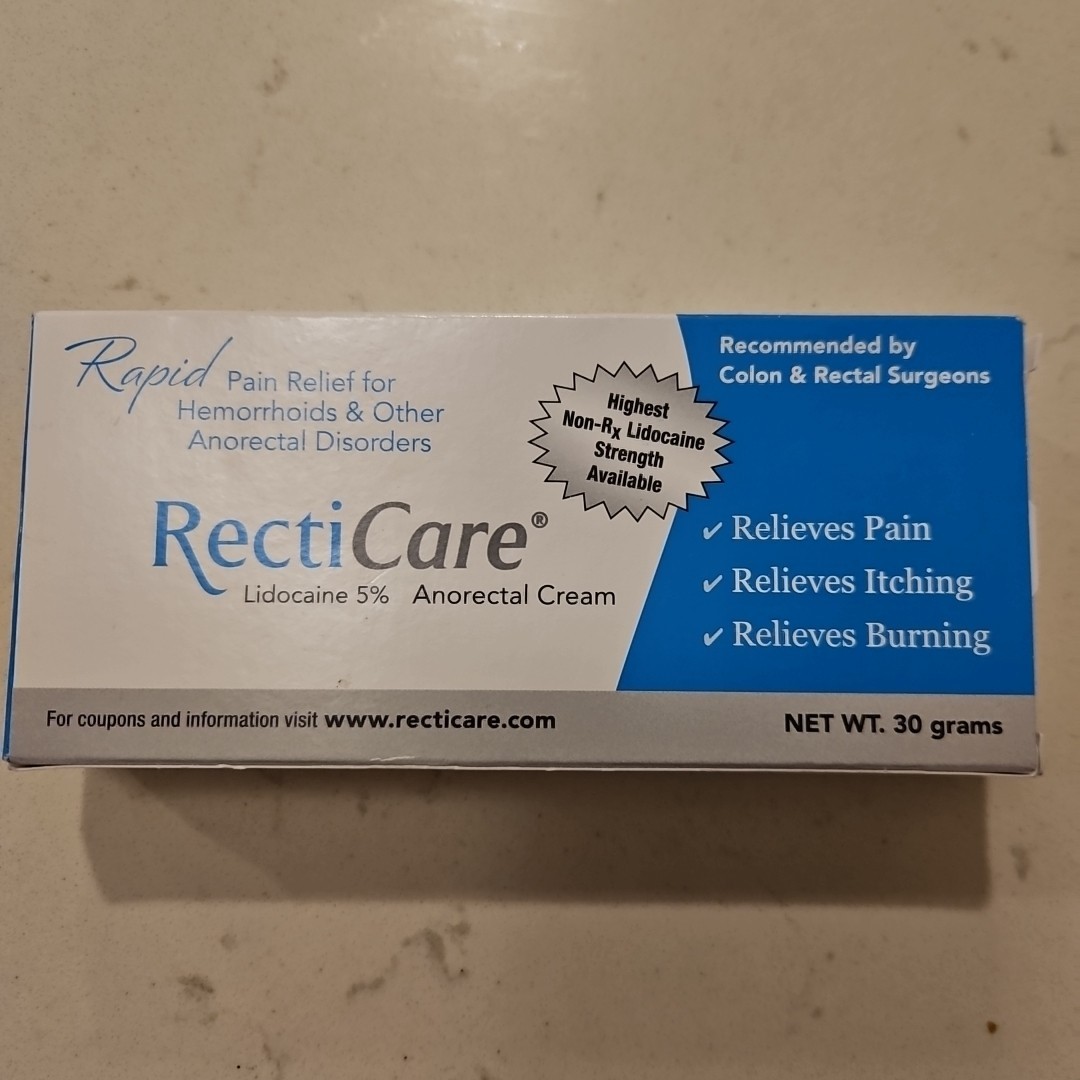 Rapid Pain Relief for
Hemorrhoids & Other
Anorectal Disorders
RectiCare®
Lidocaine 5% Anorectal Cream
Highest
Non-Rx Lidocaine
Strength
Available
Recommended by
Colon & Rectal Surgeons
✓ Relieves Pain
✓ Relieves Itching
✓ Relieves Burning
For coupons and information visit www.recticare.com
NET WT. 30 grams